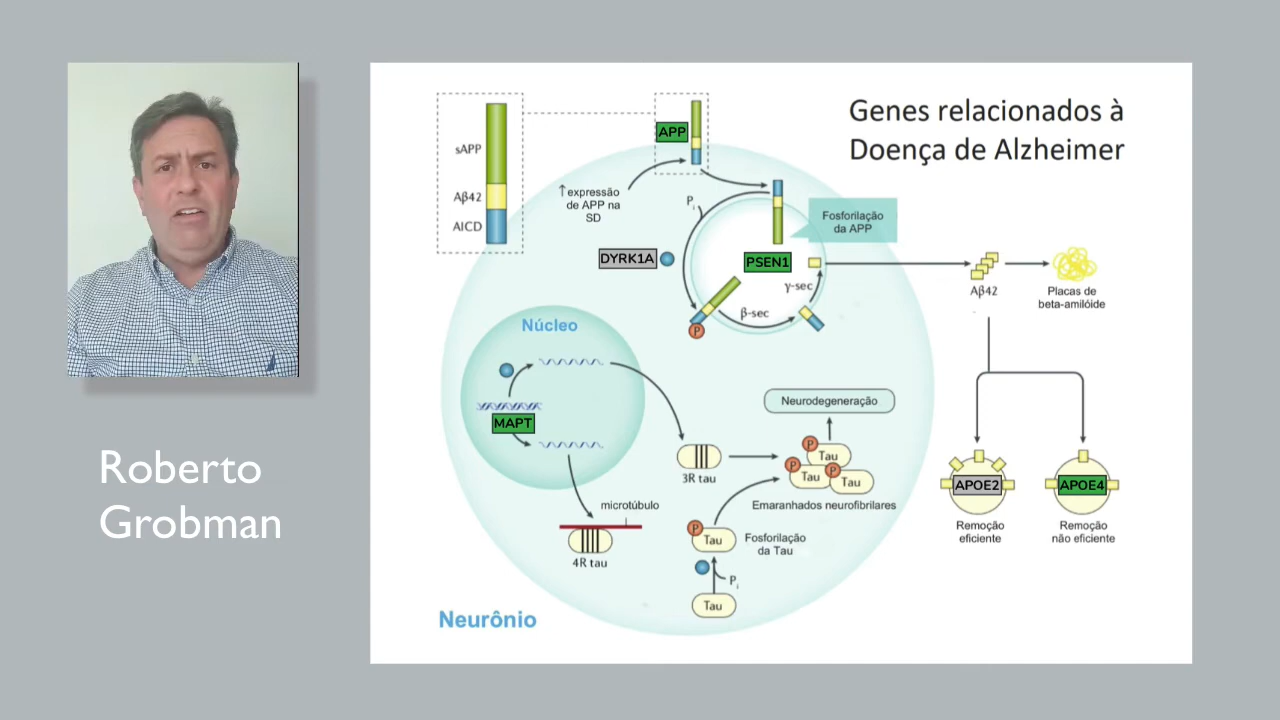 Roberto
Grobman
Genes relacionados à
Doença de Alzheimer
sAPP
Aβ42
AICD
APP
↑expressão
de APP na
SD
Pi
Fosforilação
da APP
DYRK1A
PSEN1
γ-sec
β-sec
P
Aβ42
Placas de
beta-amilóide
Núcleo
MAPT
Neurodegeneração
3R tau
P
Tau
P
Tau
P
Tau
Emaranhados neurofibrilares
microtúbulo
4R tau
P
Tau
Fosforilação
da Tau
Pi
Tau
APOE2
Remoção
eficiente
APOE4
Remoção
não eficiente
Neurônio